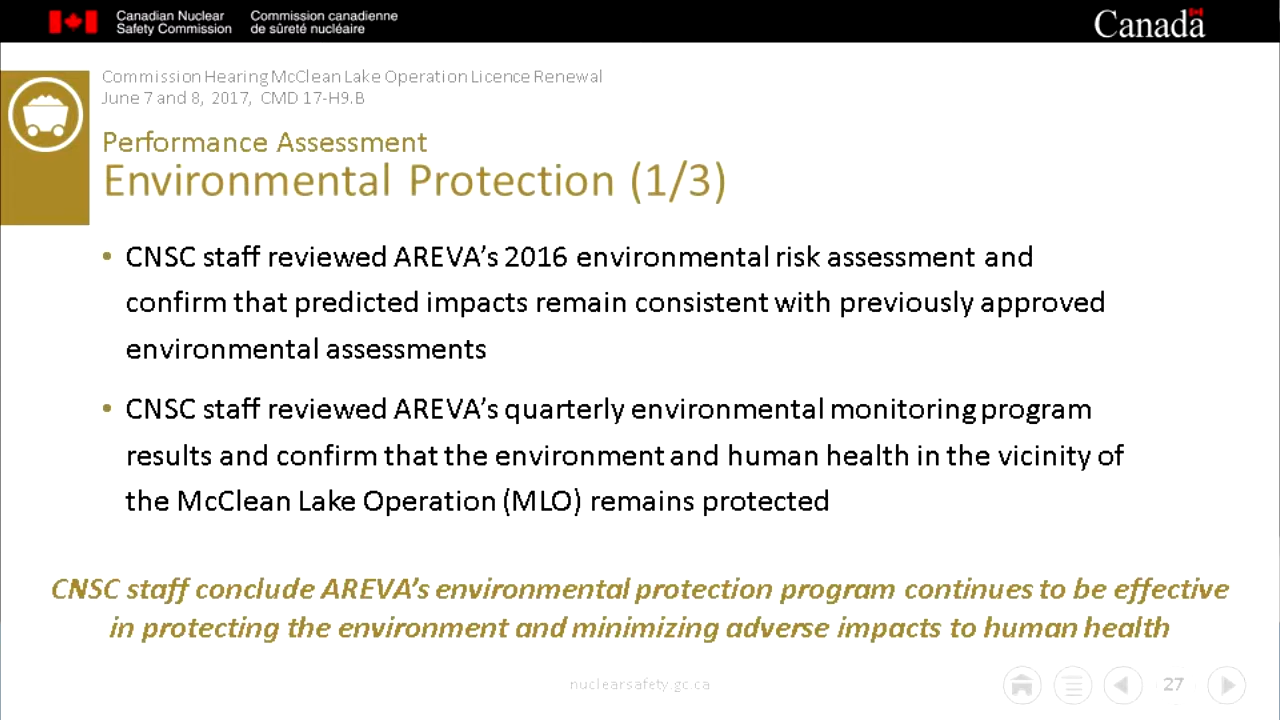 Canadian Nuclear Safety Commission
Commission canadienne de sûreté nucléaire
Canada
Commission Hearing McClean Lake Operation Licence Renewal
June 7 and 8, 2017, CMD 17-H9.B
Performance Assessment
Environmental Protection (1/3)
• CNSC staff reviewed AREVA's 2016 environmental risk assessment and
confirm that predicted impacts remain consistent with previously approved
environmental assessments
• CNSC staff reviewed AREVA's quarterly environmental monitoring program
results and confirm that the environment and human health in the vicinity of
the McClean Lake Operation (MLO) remains protected
CNSC staff conclude AREVA's environmental protection program continues to be effective
in protecting the environment and minimizing adverse impacts to human health
nuclearsafety.gc.ca
27